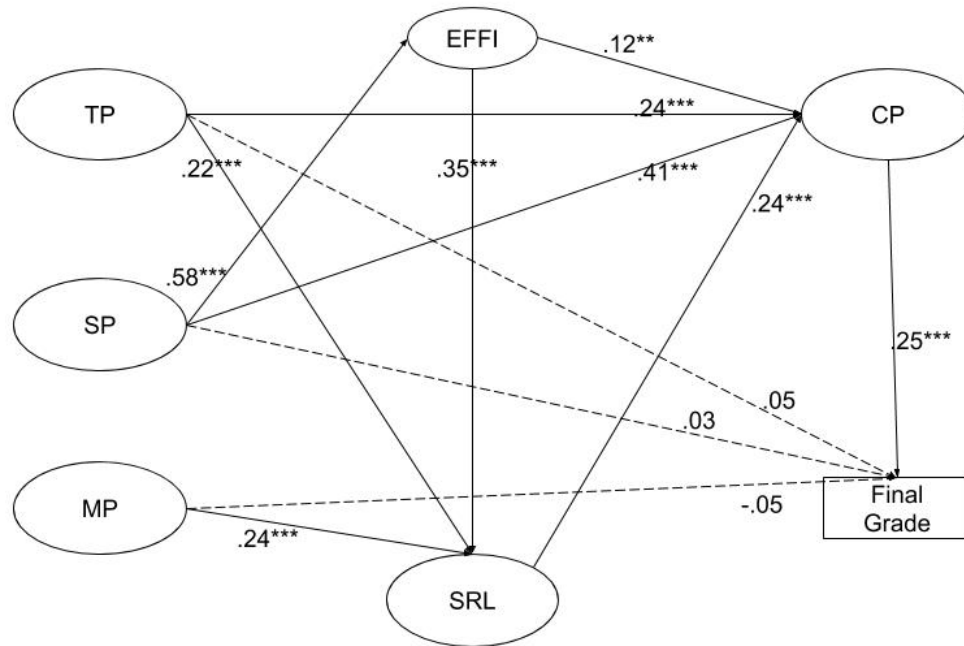 EFFI
.12**
TP
CP
.24***
.22***
.35***
.41***
.24***
.58***
SP
.25***
.05
.03
MP
-.05
Final
Grade
.24***
SRL